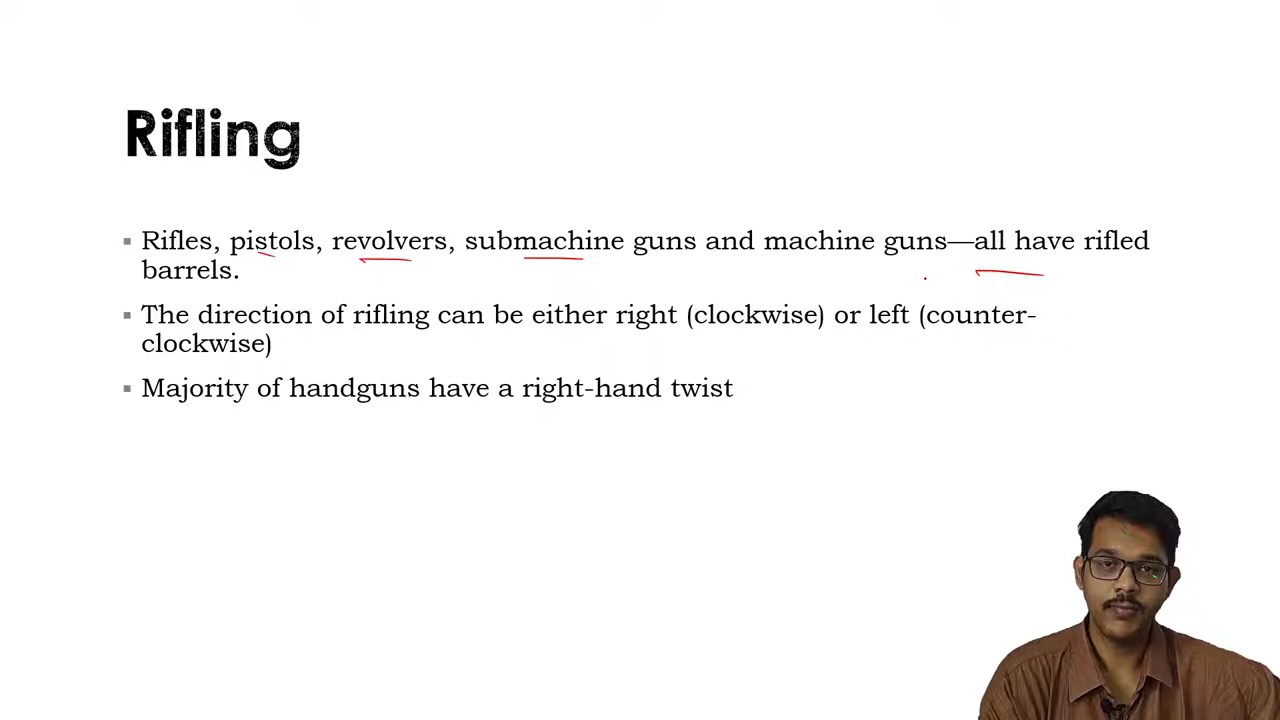 Rifling
▪ Rifles, pistols, revolvers, submachine guns and machine guns—all have rifled
barrels.
▪ The direction of rifling can be either right (clockwise) or left (counter-
clockwise)
▪ Majority of handguns have a right-hand twist